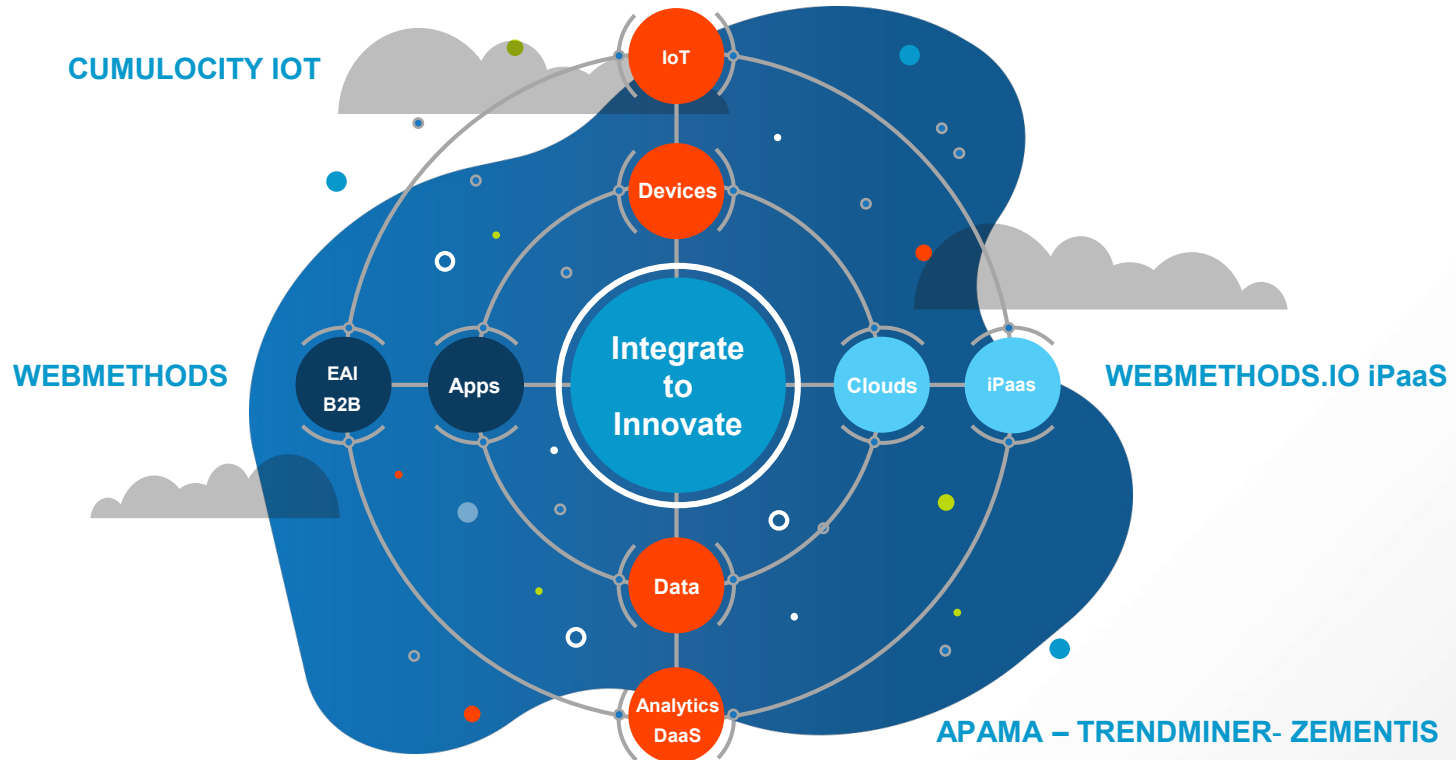 CUMULOCITY IOT
IoT
Devices
WEBMETHODS
EAI
B2B
Apps
Integrate
to
Innovate
Clouds
iPaas
WEBMETHODS.IO iPaaS
Data
Analytics
DaaS
APAMA – TRENDMINER- ZEMENTIS